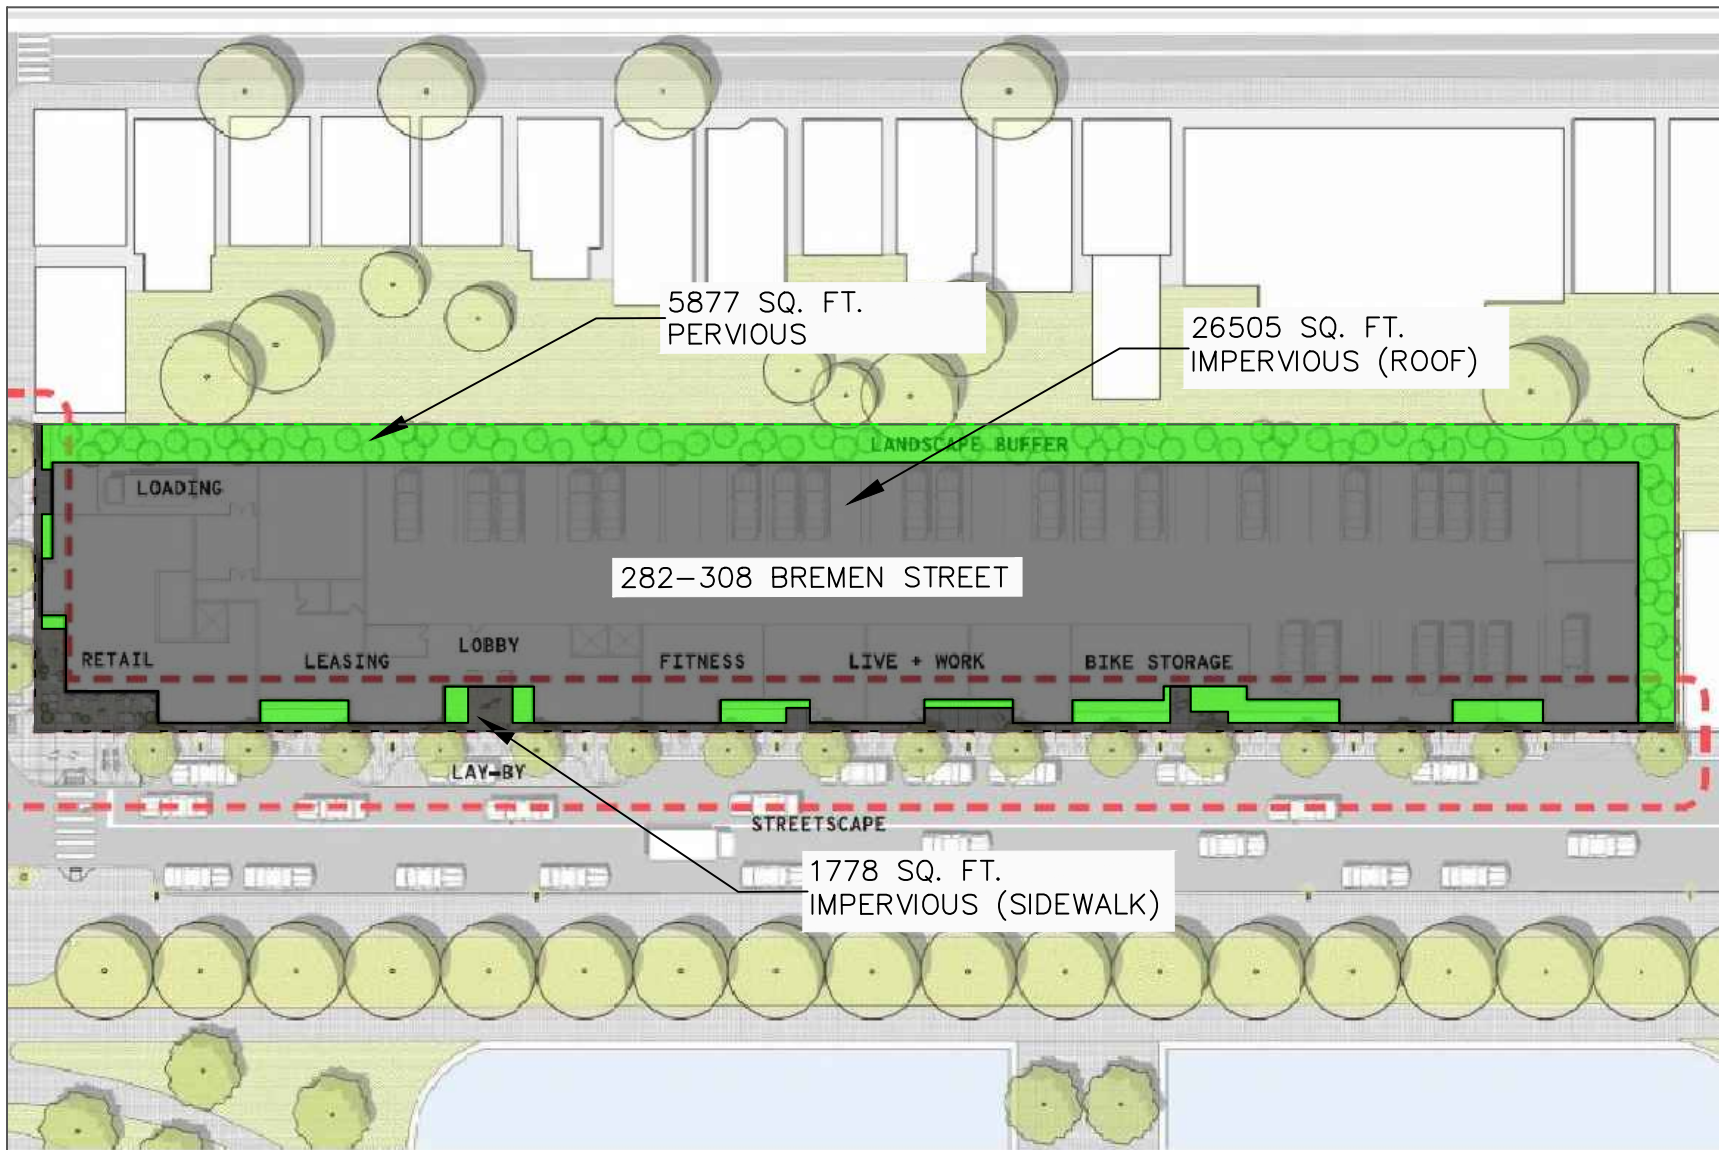 5877 SQ. FT.
PERVIOUS
26505 SQ. FT.
IMPERVIOUS (ROOF)
LANDSCAPE BUFFER
LOADING
282-308 BREMEN STREET
LOBBY
RETAIL
LEASING
FITNESS
LIVE + WORK
BIKE STORAGE
LAY-BY
STREETSCAPE
1778 SQ. FT.
IMPERVIOUS (SIDEWALK)